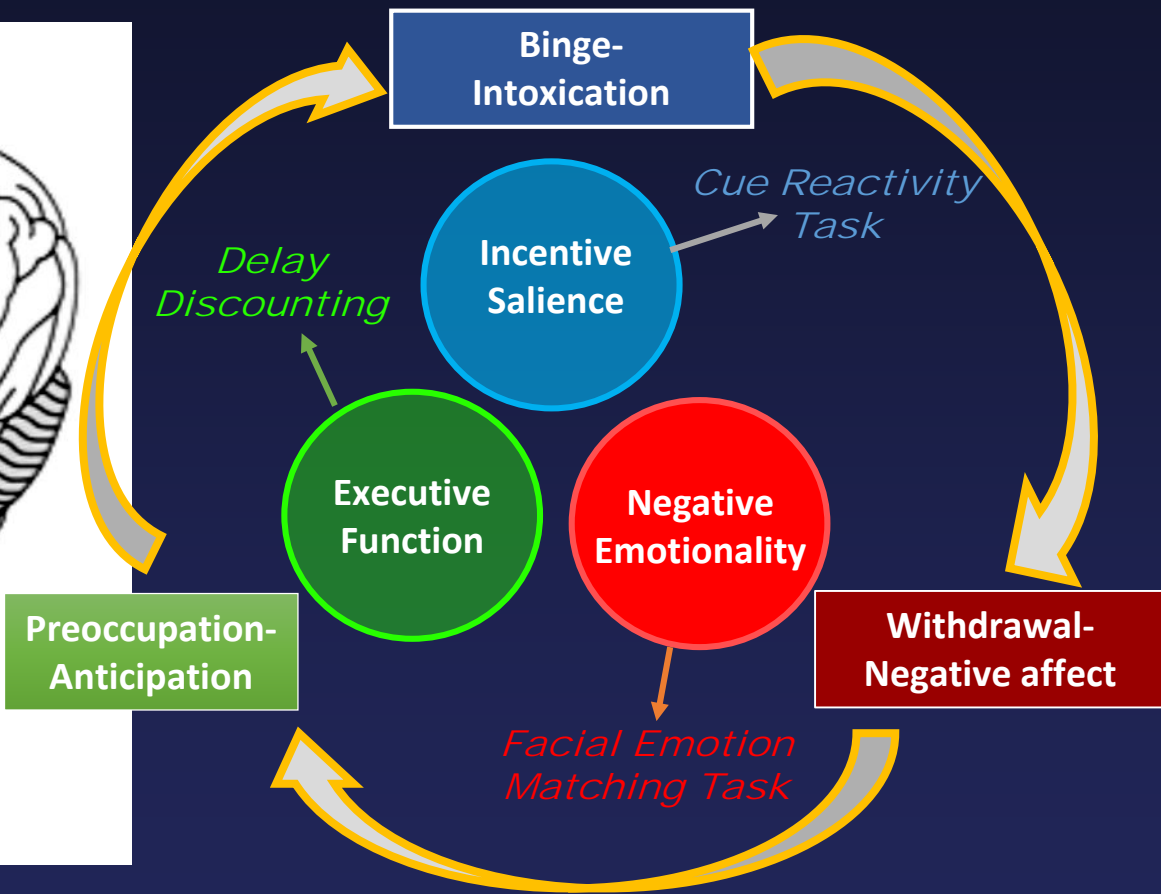 Binge-
Intoxication
Cue Reactivity
Task
Incentive
Salience
Delay
Discounting
Executive
Function
Negative
Emotionality
Preoccupation-
Anticipation
Withdrawal-
Negative affect
Facial Emotion
Matching Task